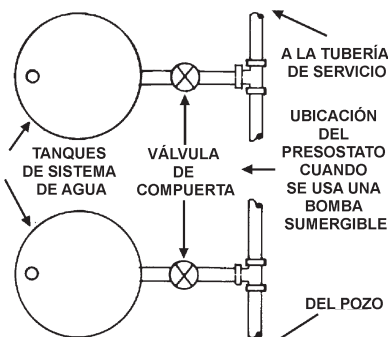 A LA TUBERÍA
DE SERVICIO
TANQUES
DE SISTEMA
DE AGUA
VÁLVULA
DE
COMPUERTA
UBICACIÓN
DEL
PRESOSTATO
CUANDO
SE USA UNA
BOMBA
SUMERGIBLE
DEL POZO